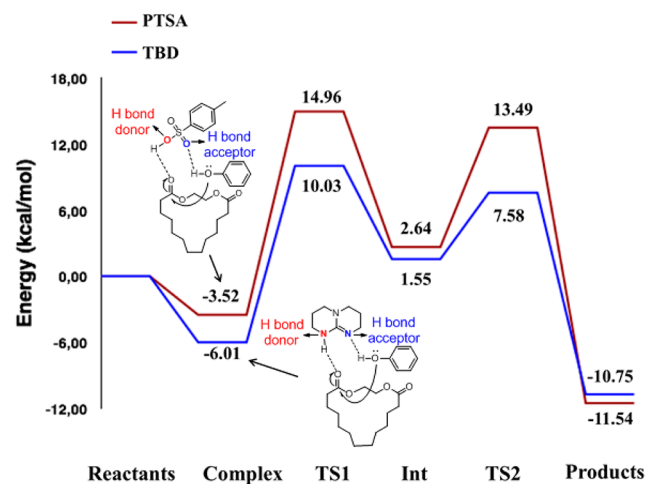 PTSA
TBD
Energy (kcal/mol)
18,00
12,00
6,00
0,00
-6,00
-12,00
H bond
donor
O
O
S
O
H
H bond
acceptor
H
O
O
O
O
O
14.96
10.03
13.49
7.58
2.64
1.55
-3.52
-6.01
N
N
N
H
H bond
donor
H bond
acceptor
H
O
O
O
O
O
-10.75
-11.54
Reactants
Complex
TS1
Int
TS2
Products